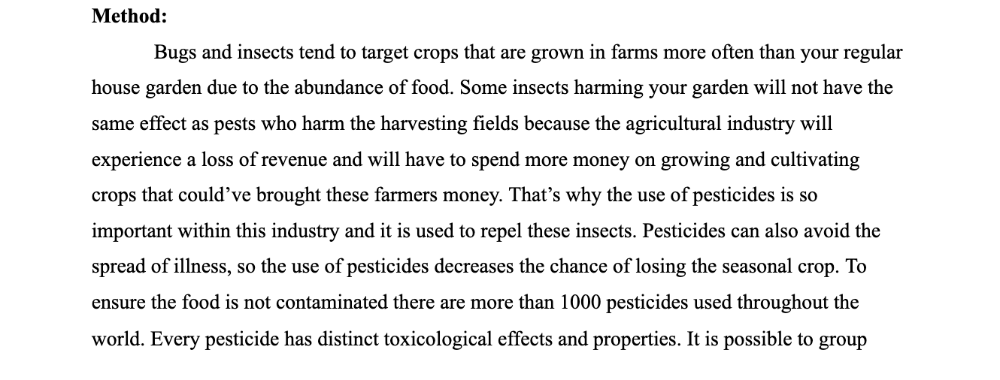 Method:
Bugs and insects tend to target crops that are grown in farms more often than your regular
house garden due to the abundance of food. Some insects harming your garden will not have the
same effect as pests who harm the harvesting fields because the agricultural industry will
experience a loss of revenue and will have to spend more money on growing and cultivating
crops that could’ve brought these farmers money. That’s why the use of pesticides is so
important within this industry and it is used to repel these insects. Pesticides can also avoid the
spread of illness, so the use of pesticides decreases the chance of losing the seasonal crop. To
ensure the food is not contaminated there are more than 1000 pesticides used throughout the
world. Every pesticide has distinct toxicological effects and properties. It is possible to group